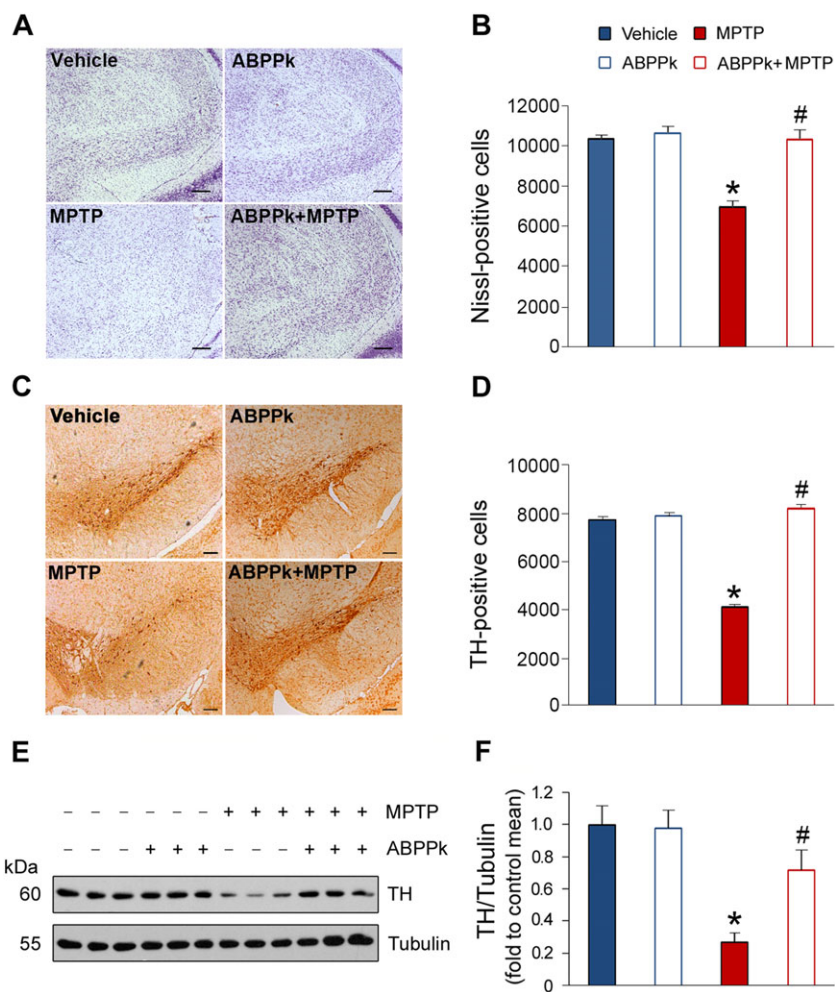 A
Vehicle
ABPPk
MPTP
ABPPk+MPTP
B
Vehicle
MPTP
ABPPk
ABPPk+MPTP
Nissl-positive cells
12000
10000
8000
6000
4000
2000
0
*
#
C
Vehicle
ABPPk
MPTP
ABPPk+MPTP
D
TH-positive cells
10000
8000
6000
4000
2000
0
*
#
E
– – – – – – + + + + + + MPTP
– – – + + + – – – + + + ABPPk
kDa
60 TH
55 Tubulin
F
TH/Tubulin
(fold to control mean)
1.2
1.0
0.8
0.6
0.4
0.2
0
*
#